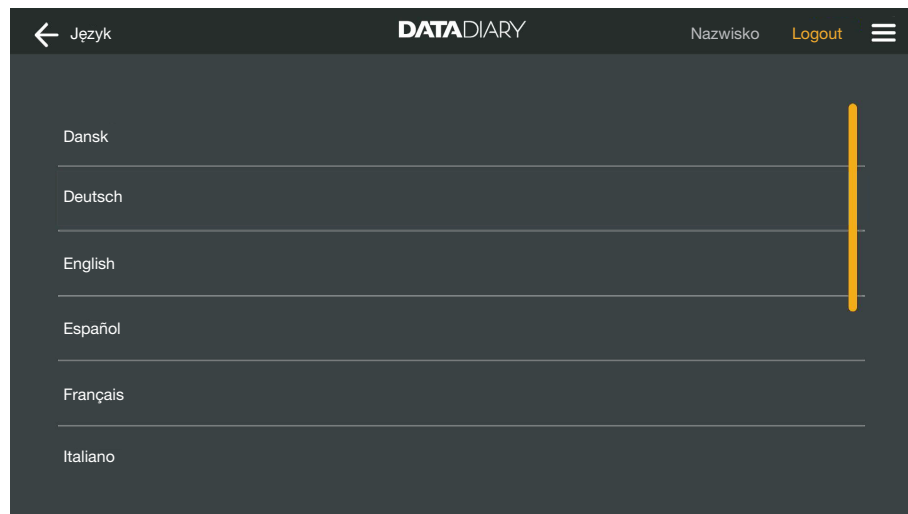 Język DATADIARY Nazwisko Logout
Dansk
Deutsch
English
Español
Français
Italiano